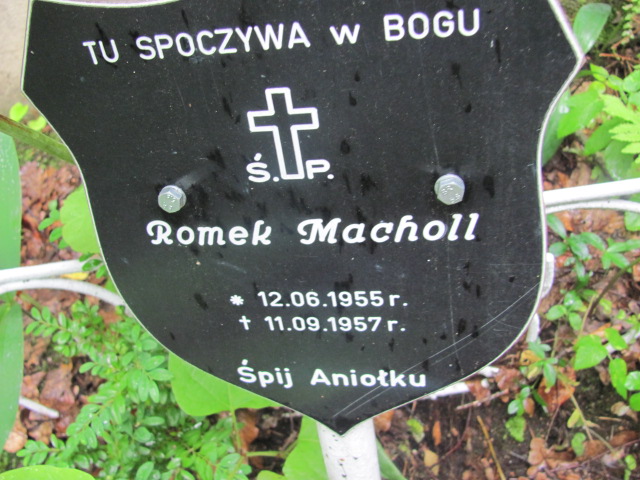 TU SPOCZYWA w BOGU
Ś.P.
Romek Macholl
* 12.06.1955 r.
† 11.09.1957 r.
Śpij Aniołku